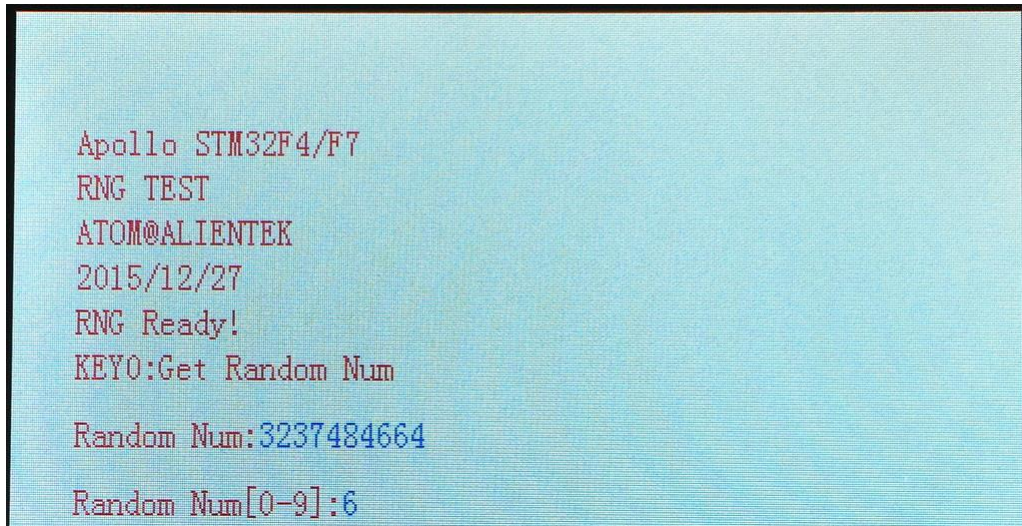 Apollo STM32F4/F7
RNG TEST
ATOM@ALIENTEK
2015/12/27
RNG Ready!
KEY0:Get Random Num
Random Num:3237484664
Random Num[0-9]:6